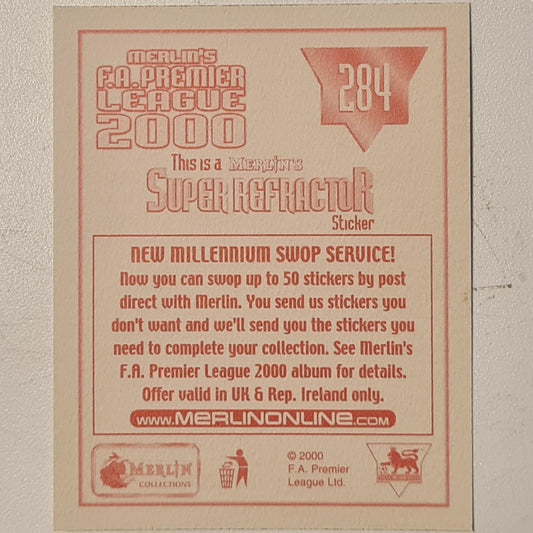 MERLIN'S
F.A. PREMIER
LEAGUE
2000
284
This is a MERLIN'S
SUPER REFRACTOR
Sticker
NEW MILLENNIUM SWOP SERVICE!
Now you can swop up to 50 stickers by post
direct with Merlin. You send us stickers you
don't want and we'll send you the stickers you
need to complete your collection. See Merlin's
F.A. Premier League 2000 album for details.
Offer valid in UK & Rep. Ireland only.
www.MERLINONLINE.com
MERLIN
COLLECTIONS
© 2000
F.A. Premier
League Ltd.